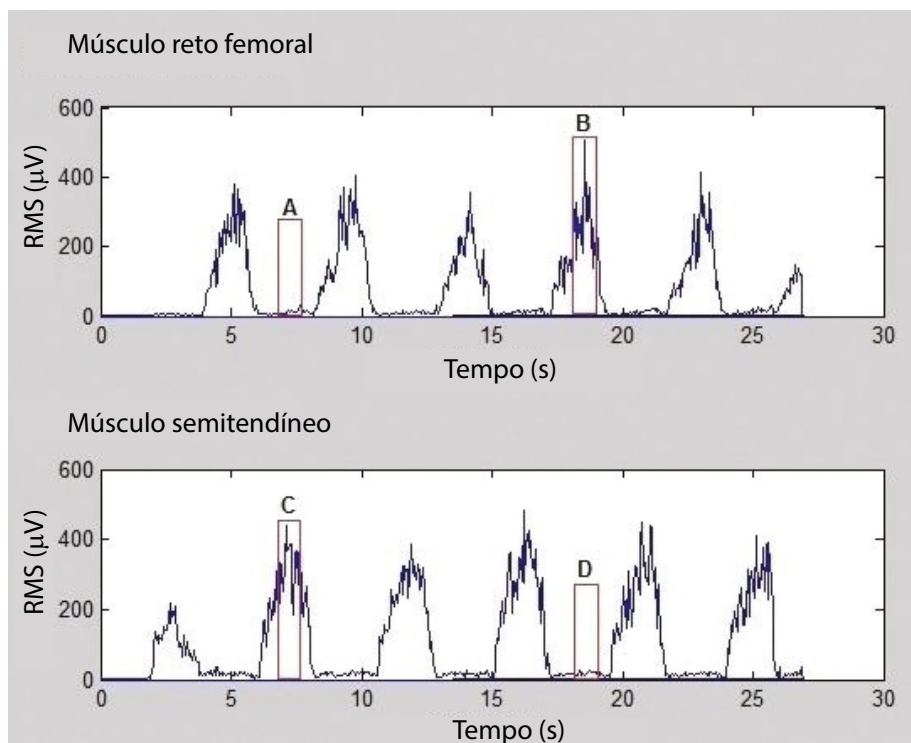 Músculo reto femoral
600
400
200
0
RMS (μV)
A
B
0 5 10 15 20 25 30
Tempo (s)
Músculo semitendíneo
600
400
200
0
RMS (μV)
C
D
0 5 10 15 20 25 30
Tempo (s)